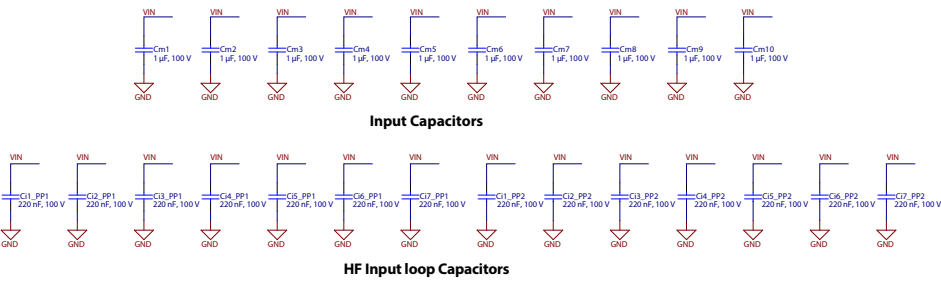 VIN VIN VIN VIN VIN VIN VIN VIN VIN VIN
Cm1 Cm2 Cm3 Cm4 Cm5 Cm6 Cm7 Cm8 Cm9 Cm10
1 µF, 100 V 1 µF, 100 V 1 µF, 100 V 1 µF, 100 V 1 µF, 100 V 1 µF, 100 V 1 µF, 100 V 1 µF, 100 V 1 µF, 100 V 1 µF, 100 V
GND GND GND GND GND GND GND GND GND GND
Input Capacitors
VIN VIN VIN VIN VIN VIN VIN VIN VIN VIN VIN VIN VIN VIN
Ci1_PP1 Ci2_PP1 Ci3_PP1 Ci4_PP1 Ci5_PP1 Ci6_PP1 Ci7_PP1 Ci1_PP2 Ci2_PP2 Ci3_PP2 Ci4_PP2 Ci5_PP2 Ci6_PP2 Ci7_PP2
220 nF, 100 V 220 nF, 100 V 220 nF, 100 V 220 nF, 100 V 220 nF, 100 V 220 nF, 100 V 220 nF, 100 V 220 nF, 100 V 220 nF, 100 V 220 nF, 100 V 220 nF, 100 V 220 nF, 100 V 220 nF, 100 V 220 nF, 100 V
GND GND GND GND GND GND GND GND GND GND GND GND GND GND
HF Input loop Capacitors